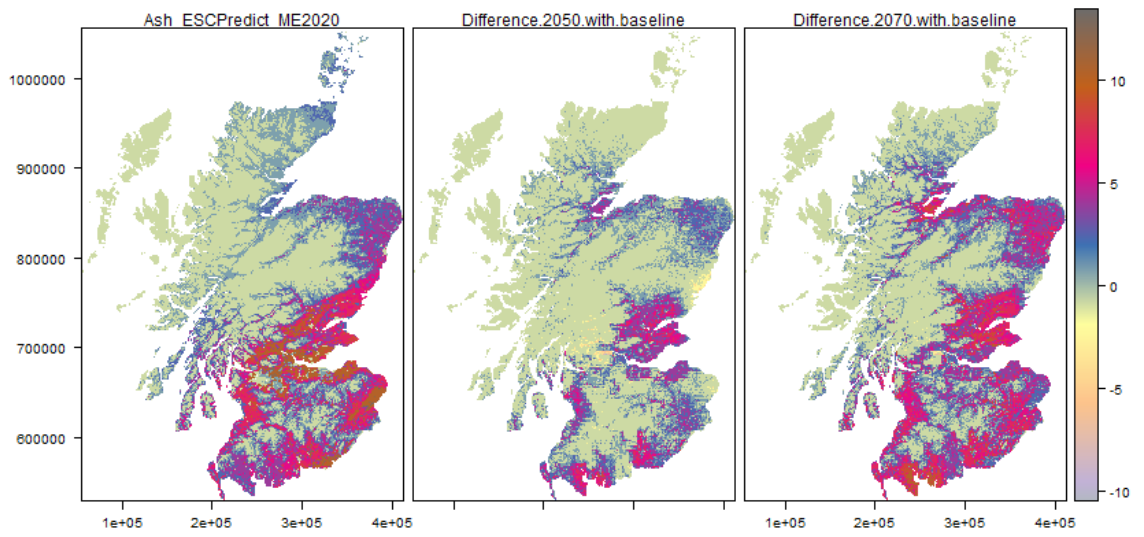 Ash_ESCPredict_ME2020
Difference.2050.with.baseline
Difference.2070.with.baseline
1000000
900000
800000
700000
600000
1e+05
2e+05
3e+05
4e+05
1e+05
2e+05
3e+05
4e+05
10
5
0
-5
-10